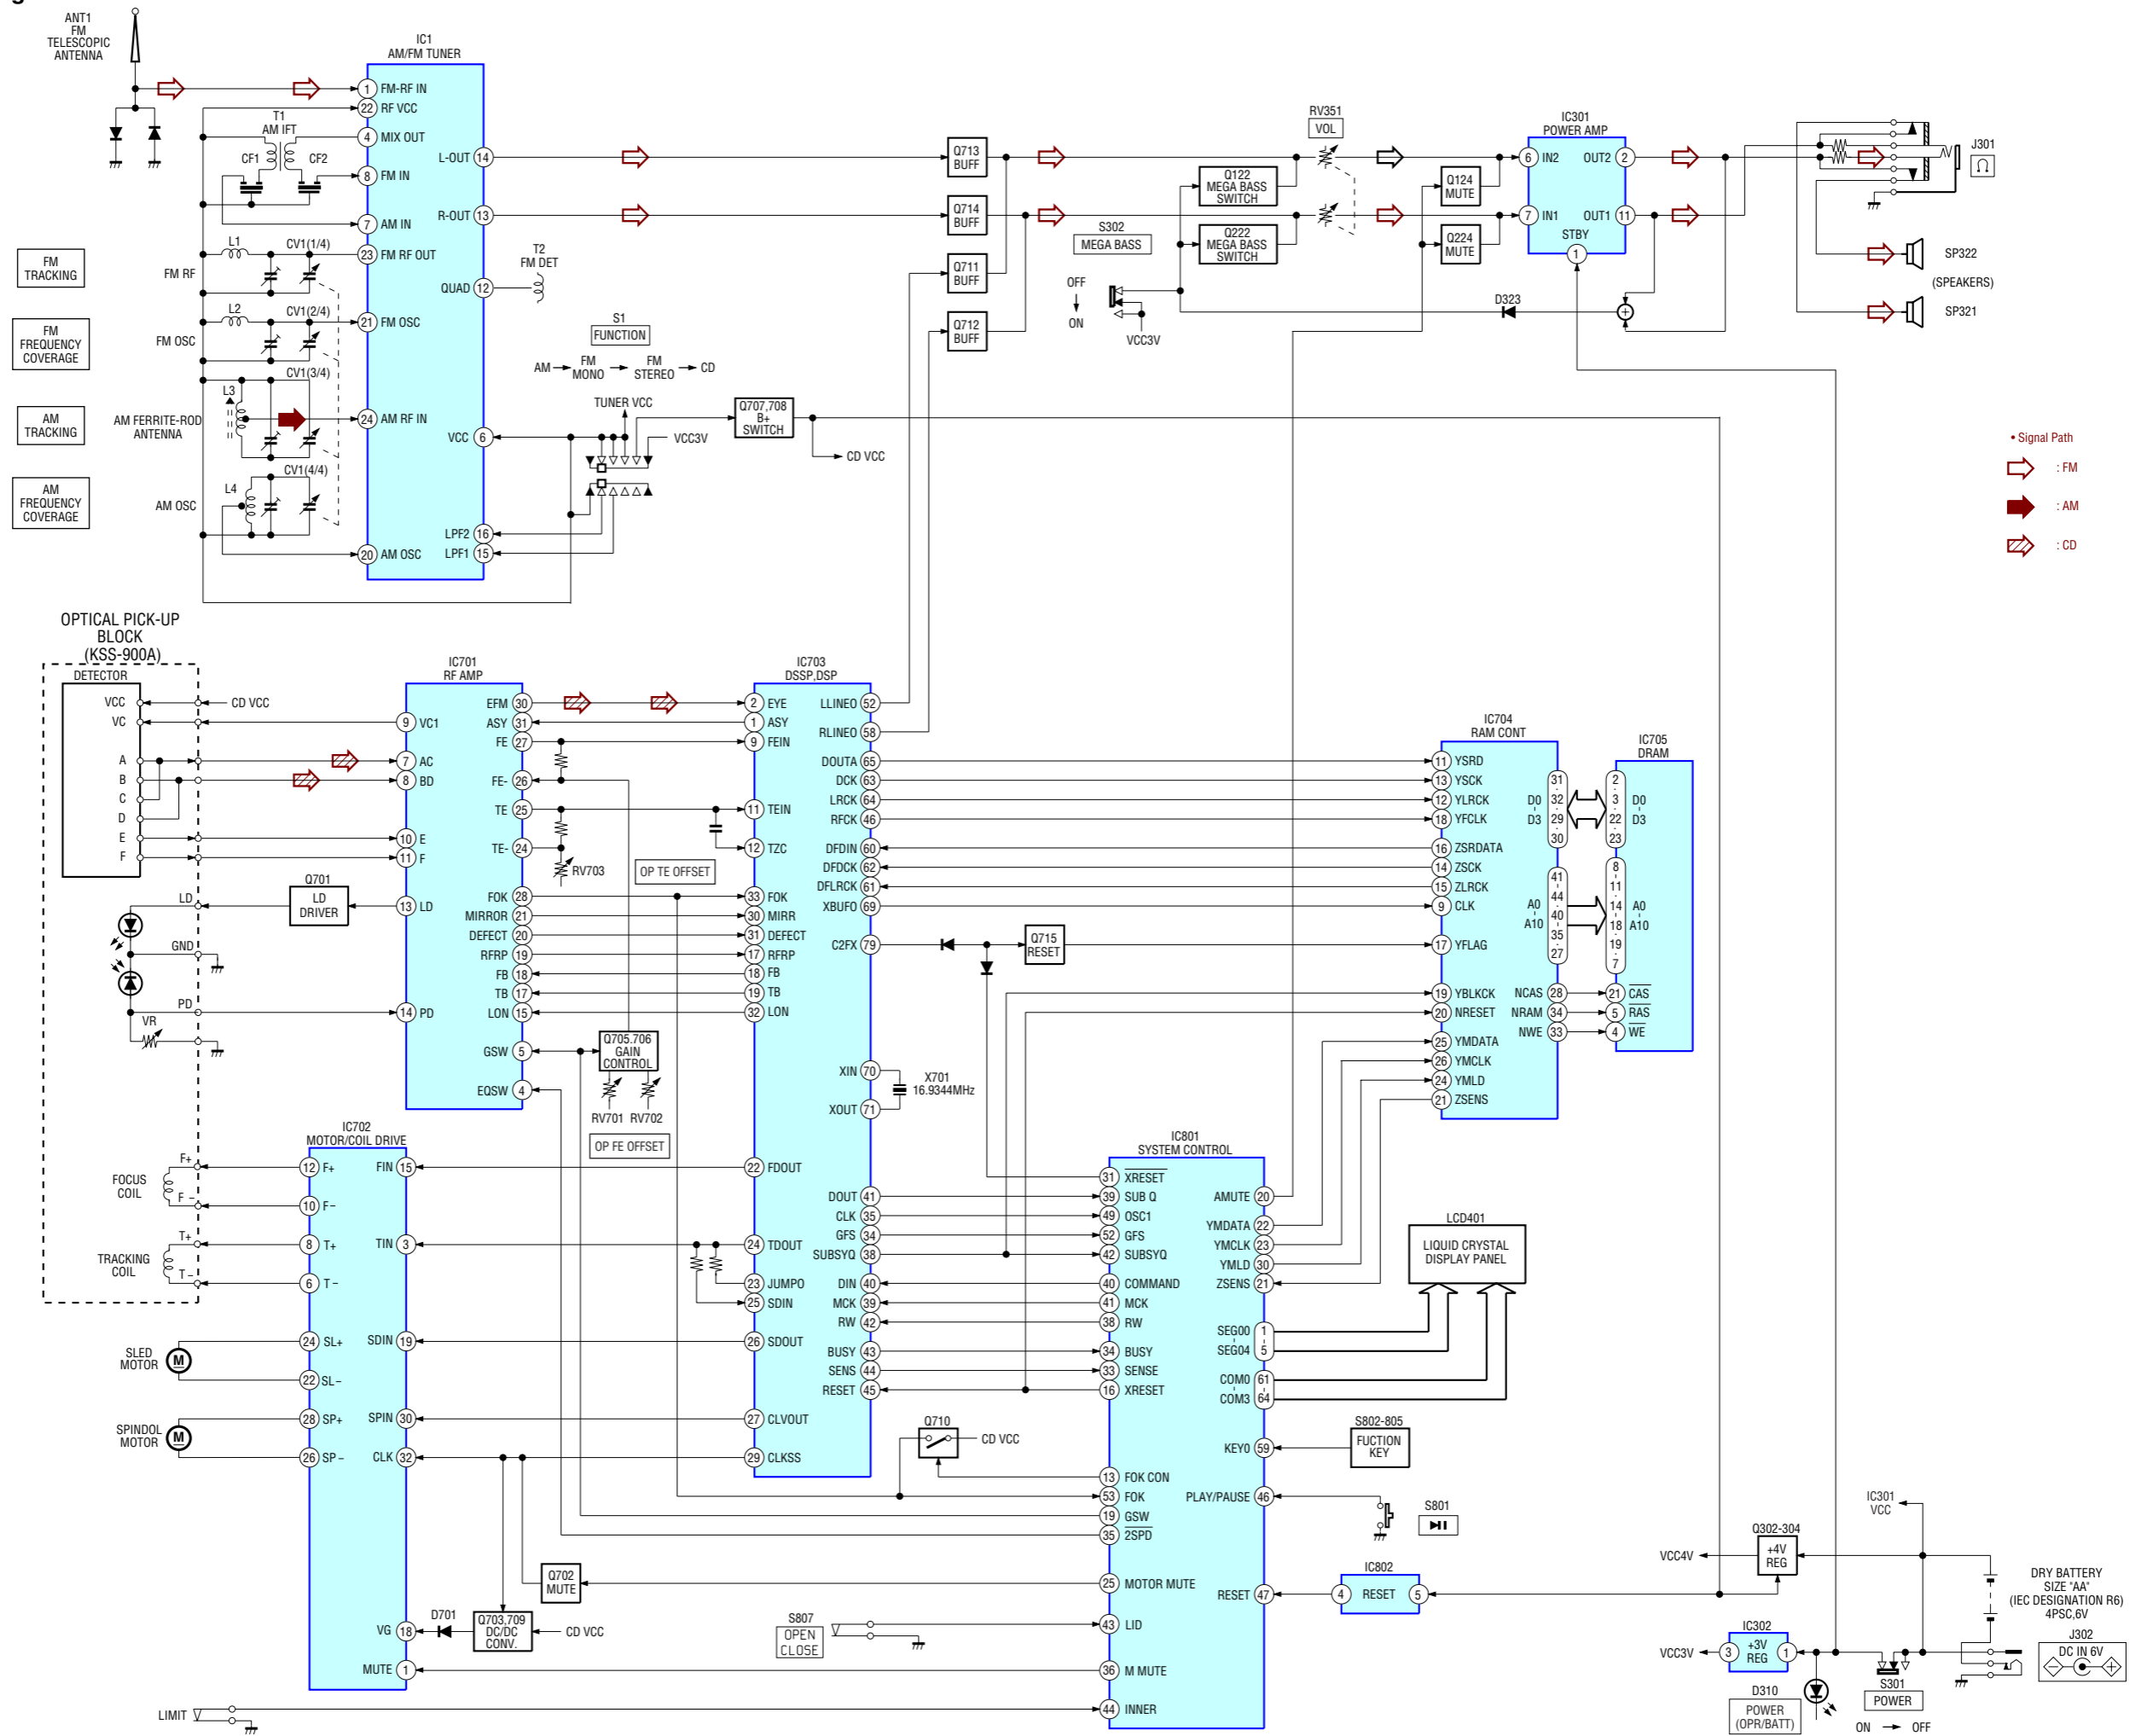 g
ANT1
FM
TELESCOPIC
ANTENNA
IC1
AM/FM TUNER
1 FM-RF IN
22 RF VCC
4 MIX OUT
8 FM IN
7 AM IN
23 FM RF OUT
21 FM OSC
24 AM RF IN
20 AM OSC
L-OUT 14
R-OUT 13
QUAD 12
VCC 6
LPF2 16
LPF1 15
T1
AM IFT
CF1
CF2
L1
CV1(1/4)
FM RF
L2
CV1(2/4)
FM OSC
L3
CV1(3/4)
AM FERRITE-ROD
ANTENNA
L4
CV1(4/4)
AM OSC
FM
TRACKING
FM
FREQUENCY
COVERAGE
AM
TRACKING
AM
FREQUENCY
COVERAGE
T2
FM DET
S1
FUNCTION
AM
FM
MONO
FM
STEREO
CD
TUNER VCC
VCC3V
Q707,708
B+
SWITCH
CD VCC
Q713
BUFF
Q714
BUFF
Q711
BUFF
Q712
BUFF
S302
MEGA BASS
OFF
ON
VCC3V
Q122
MEGA BASS
SWITCH
Q222
MEGA BASS
SWITCH
RV351
VOL
Q124
MUTE
Q224
MUTE
D323
IC301
POWER AMP
6 IN2
7 IN1
OUT2 2
OUT1 11
STBY
1
J301
SP322
(SPEAKERS)
SP321
• Signal Path
: FM
: AM
: CD
OPTICAL PICK-UP
BLOCK
(KSS-900A)
DETECTOR
VCC
VC
A
B
C
D
E
F
CD VCC
LD
GND
PD
VR
Q701
LD
DRIVER
IC701
RF AMP
9 VC1
7 AC
8 BD
10 E
11 F
13 LD
14 PD
EFM 30
ASY 31
FE 27
FE- 26
TE 25
TE- 24
FOK 28
MIRROR 21
DEFECT 20
RFRP 19
FB 18
TB 17
LON 15
GSW 5
EQSW 4
RV703
OP TE OFFSET
Q705.706
GAIN
CONTROL
RV701 RV702
OP FE OFFSET
IC703
DSSP,DSP
2 EYE
1 ASY
9 FEIN
11 TEIN
12 TZC
33 FOK
30 MIRR
31 DEFECT
17 RFRP
18 FB
19 TB
32 LON
22 FDOUT
24 TDOUT
23 JUMPO
25 SDIN
26 SDOUT
27 CLVOUT
29 CLKSS
LLINEO 52
RLINEO 58
DOUTA 65
DCK 63
LRCK 64
RFCK 46
DFDIN 60
DFDCK 62
DFLRCK 61
XBUFO 69
C2FX 79
XIN 70
XOUT 71
DOUT 41
CLK 35
GFS 34
SUBSYQ 38
DIN 40
MCK 39
RW 42
BUSY 43
SENS 44
RESET 45
X701
16.9344MHz
Q715
RESET
IC704
RAM CONT
11 YSRD
13 YSCK
12 YLRCK
18 YFCLK
16 ZSRDATA
14 ZSCK
15 ZLRCK
9 CLK
17 YFLAG
19 YBLKCK
20 NRESET
25 YMDATA
26 YMCLK
24 YMLD
21 ZSENS
D0
-
D3
31
32
29
30
A0
-
A10
41
44
40
35
27
NCAS 28
NRAM 34
NWE 33
IC705
DRAM
2
3
22
23
D0
-
D3
8
11
14
18
19
7
A0
-
A10
21 CAS
5 RAS
4 WE
IC702
MOTOR/COIL DRIVE
12 F+
10 F-
8 T+
6 T-
24 SL+
22 SL-
28 SP+
26 SP-
FIN 15
TIN 3
SDIN 19
SPIN 30
CLK 32
VG 18
MUTE 1
F+
F-
FOCUS
COIL
T+
T-
TRACKING
COIL
SLED
MOTOR
M
SPINDOL
MOTOR
M
D701
Q703,709
DC/DC
CONV.
CD VCC
Q702
MUTE
LIMIT
Q710
CD VCC
S807
OPEN
CLOSE
IC801
SYSTEM CONTROL
31 XRESET
39 SUB Q
49 OSC1
52 GFS
42 SUBSYQ
40 COMMAND
41 MCK
38 RW
34 BUSY
33 SENSE
16 XRESET
13 FOK CON
53 FOK
19 GSW
35 2SPD
25 MOTOR MUTE
43 LID
36 M MUTE
44 INNER
AMUTE 20
YMDATA 22
YMCLK 23
YMLD 30
ZSENS 21
SEG00 1
-
SEG04 5
COM0 61
-
COM3 64
KEY0 59
PLAY/PAUSE 46
RESET 47
LCD401
LIQUID CRYSTAL
DISPLAY PANEL
S802-805
FUCTION
KEY
S801
IC802
4 RESET 5
IC301
VCC
Q302-304
+4V
REG
VCC4V
DRY BATTERY
SIZE "AA"
(IEC DESIGNATION R6)
4PSC,6V
IC302
3 +3V
REG 1
VCC3V
J302
DC IN 6V
D310
POWER
(OPR/BATT)
S301
POWER
ON
OFF